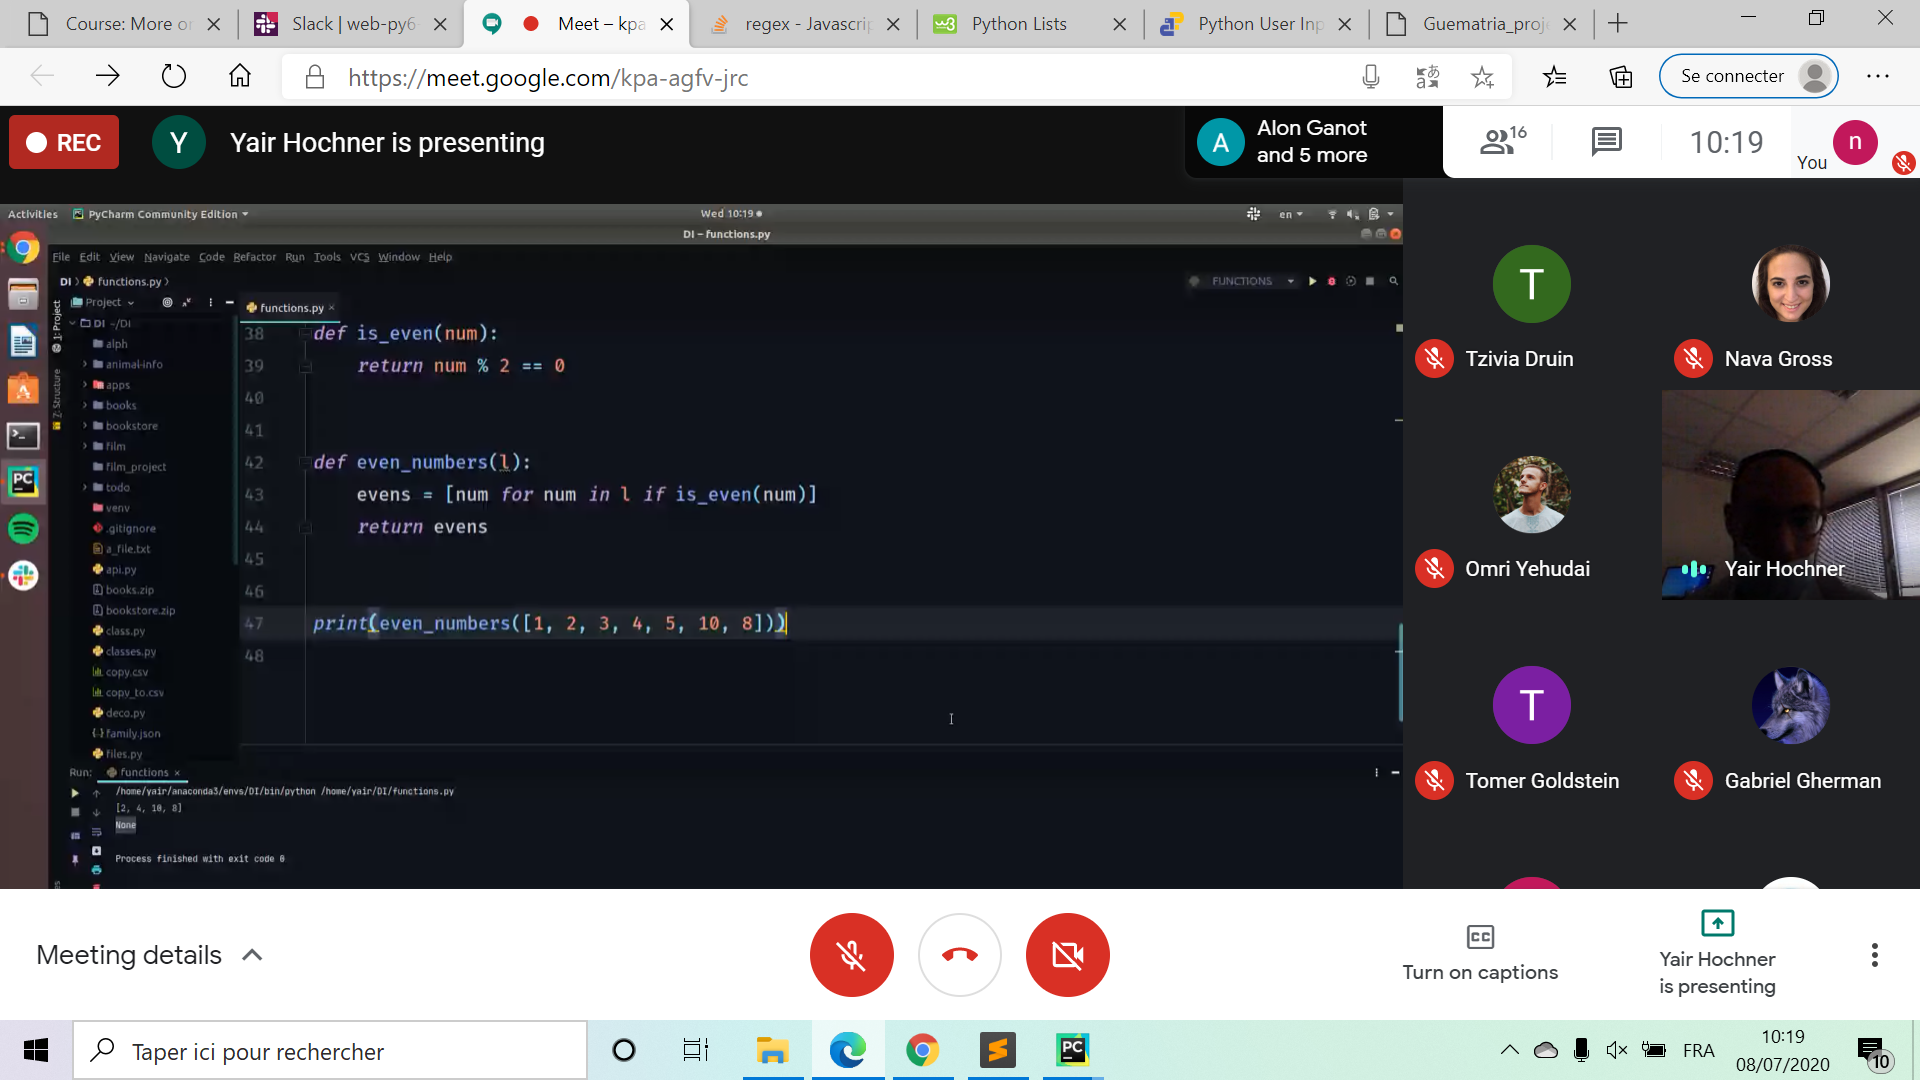 Course: More or
Slack | web-py6-
Meet – kpa
regex - Javascrip
Python Lists
Python User Inp
Guematria_proj
https://meet.google.com/kpa-agfv-jrc
Se connecter
REC
Y
Yair Hochner is presenting
A
Alon Ganot
and 5 more
16
10:19
You
n
Activities
PyCharm Community Edition
Wed 10:19
en
DI – functions.py
File Edit View Navigate Code Refactor Run Tools VCS Window Help
DI
functions.py
FUNCTIONS
Project
functions.py
1: Project
Z: Structure
DI ~/DI
alph
animal-info
apps
books
bookstore
film
film_project
todo
venv
.gitignore
a_file.txt
api.py
books.zip
bookstore.zip
class.py
classes.py
copy.csv
copy_to.csv
deco.py
family.json
files.py
38 def is_even(num):
39 return num % 2 == 0
40
41
42 def even_numbers(l):
43 evens = [num for num in l if is_even(num)]
44 return evens
45
46
47 print(even_numbers([1, 2, 3, 4, 5, 10, 8]))
48
Run: functions
/home/yair/anaconda3/envs/DI/bin/python /home/yair/DI/functions.py
[2, 4, 10, 8]
None
Process finished with exit code 0
T
Tzivia Druin
Nava Gross
Omri Yehudai
Yair Hochner
T
Tomer Goldstein
Gabriel Gherman
Meeting details
Turn on captions
Yair Hochner
is presenting
Taper ici pour rechercher
PC
FRA
10:19
08/07/2020
10